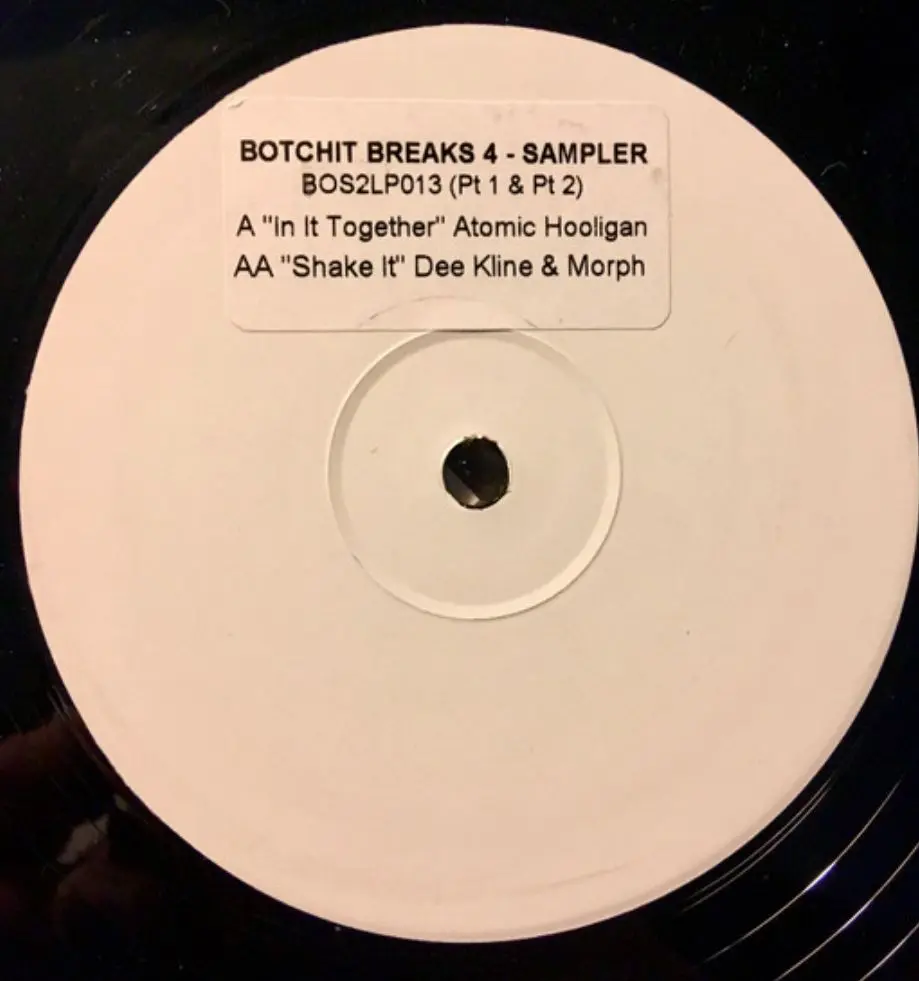 BOTCHIT BREAKS 4 - SAMPLER
BOS2LP013 (Pt 1 & Pt 2)
A "In It Together" Atomic Hooligan
AA "Shake It" Dee Kline & Morph